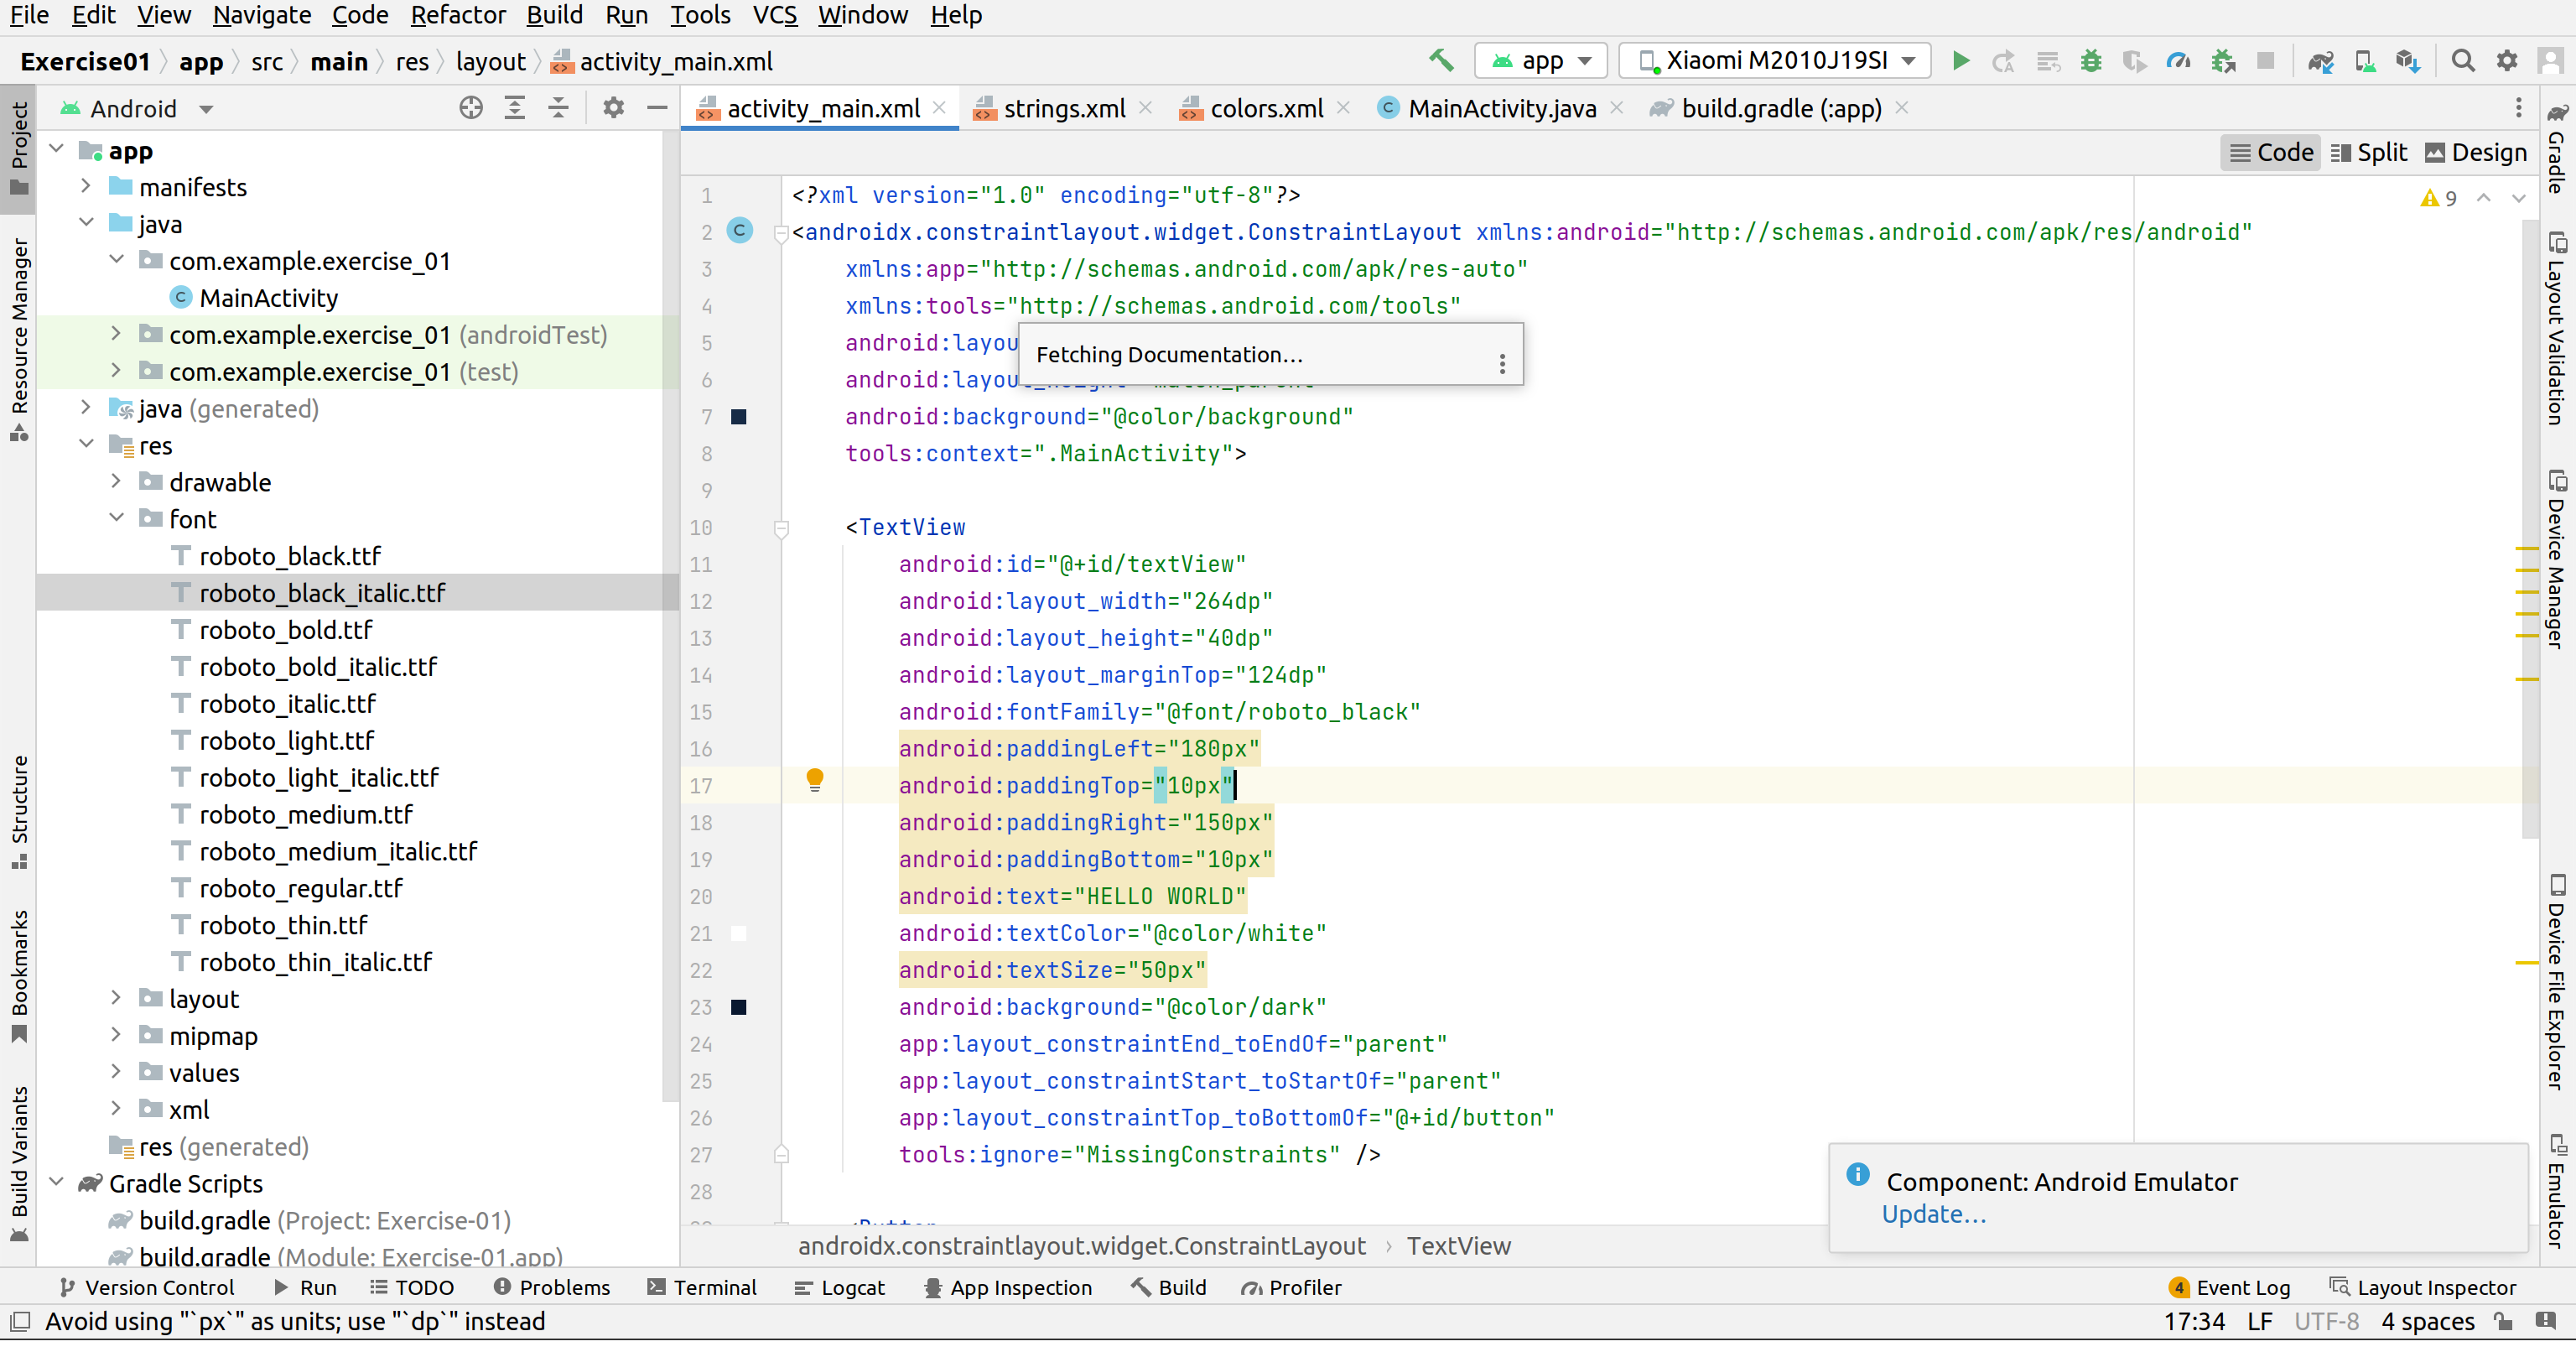 File Edit View Navigate Code Refactor Build Run Tools VCS Window Help
Exercise01 app src main res layout activity_main.xml app Xiaomi M2010J19SI
Android
activity_main.xml strings.xml colors.xml MainActivity.java build.gradle (:app)
Code Split Design
Project
Resource Manager
Structure
Bookmarks
Build Variants
app
manifests
java
com.example.exercise_01
MainActivity
com.example.exercise_01 (androidTest)
com.example.exercise_01 (test)
java (generated)
res
drawable
font
roboto_black.ttf
roboto_black_italic.ttf
roboto_bold.ttf
roboto_bold_italic.ttf
roboto_italic.ttf
roboto_light.ttf
roboto_light_italic.ttf
roboto_medium.ttf
roboto_medium_italic.ttf
roboto_regular.ttf
roboto_thin.ttf
roboto_thin_italic.ttf
layout
mipmap
values
xml
res (generated)
Gradle Scripts
build.gradle (Project: Exercise-01)
build.gradle (Module: Exercise-01.app)
9
1 <?xml version="1.0" encoding="utf-8"?>
2 <androidx.constraintlayout.widget.ConstraintLayout xmlns:android="http://schemas.android.com/apk/res/android"
3 xmlns:app="http://schemas.android.com/apk/res-auto"
4 xmlns:tools="http://schemas.android.com/tools"
5 android:layou
Fetching Documentation...
6 android:layou
7 android:background="@color/background"
8 tools:context=".MainActivity">
9
10 <TextView
11 android:id="@+id/textView"
12 android:layout_width="264dp"
13 android:layout_height="40dp"
14 android:layout_marginTop="124dp"
15 android:fontFamily="@font/roboto_black"
16 android:paddingLeft="180px"
17 android:paddingTop="10px"
18 android:paddingRight="150px"
19 android:paddingBottom="10px"
20 android:text="HELLO WORLD"
21 android:textColor="@color/white"
22 android:textSize="50px"
23 android:background="@color/dark"
24 app:layout_constraintEnd_toEndOf="parent"
25 app:layout_constraintStart_toStartOf="parent"
26 app:layout_constraintTop_toBottomOf="@+id/button"
27 tools:ignore="MissingConstraints" />
28
androidx.constraintlayout.widget.ConstraintLayout › TextView
Component: Android Emulator
Update...
Gradle
Layout Validation
Device Manager
Device File Explorer
Emulator
Version Control Run TODO Problems Terminal Logcat App Inspection Build Profiler 4 Event Log Layout Inspector
Avoid using "`px`" as units; use "`dp`" instead 17:34 LF UTF-8 4 spaces